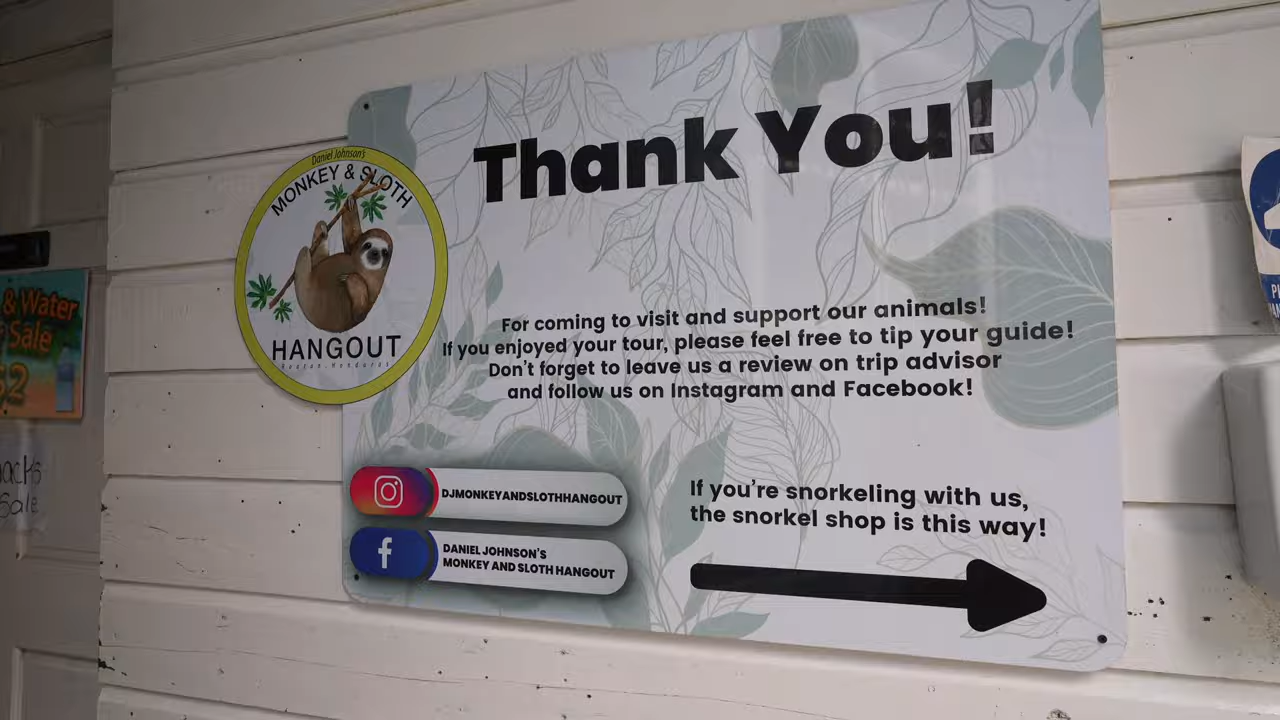 Thank You!
Daniel Johnson's
MONKEY & SLOTH
HANGOUT
Roatan, Honduras
For coming to visit and support our animals!
If you enjoyed your tour, please feel free to tip your guide!
Don't forget to leave us a review on trip advisor
and follow us on Instagram and Facebook!
DJMONKEYANDSLOTHHANGOUT
DANIEL JOHNSON'S
MONKEY AND SLOTH HANGOUT
If you're snorkeling with us,
the snorkel shop is this way!
& Water
Sale
$2
Sale